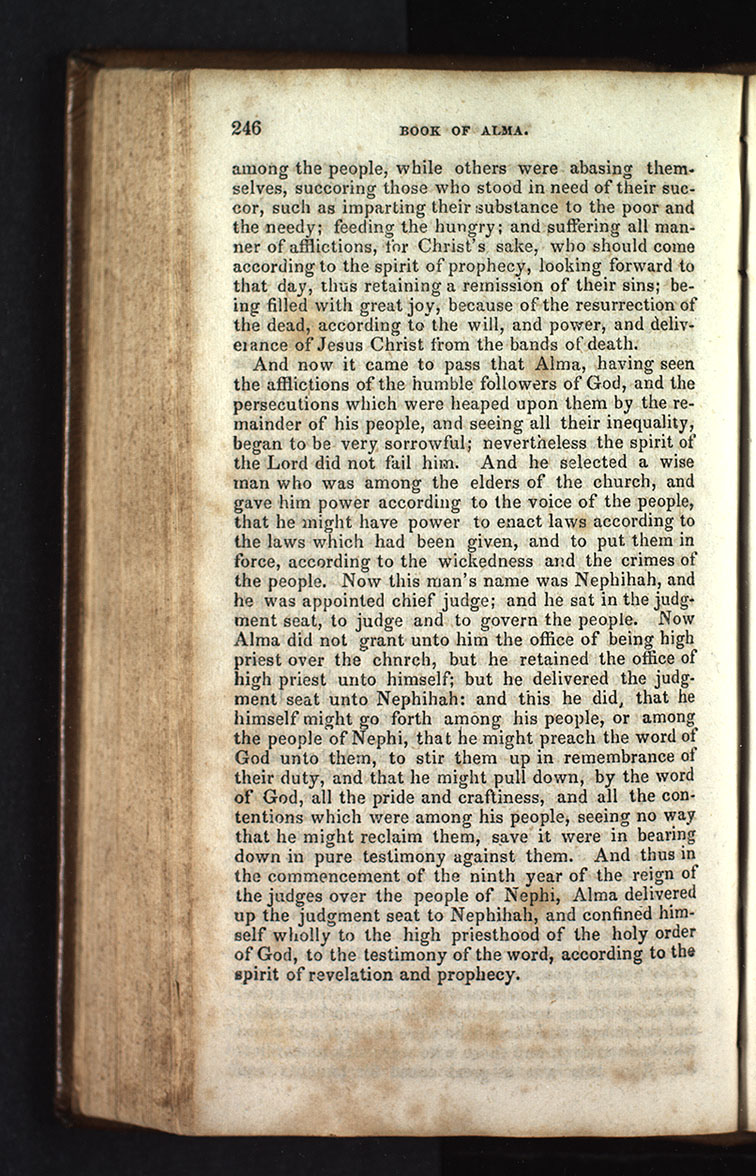 246 BOOK OF ALMA.
among the people, while others were abasing them-
selves, succoring those who stood in need of their suc-
cor, such as imparting their substance to the poor and
the needy; feeding the hungry; and suffering all man-
ner of afflictions, for Christ's sake, who should come
according to the spirit of prophecy, looking forward to
that day, thus retaining a remission of their sins; be-
ing filled with great joy, because of the resurrection of
the dead, according to the will, and power, and deliv-
erance of Jesus Christ from the bands of death.
And now it came to pass that Alma, having seen
the afflictions of the humble followers of God, and the
persecutions which were heaped upon them by the re-
mainder of his people, and seeing all their inequality,
began to be very sorrowful; nevertheless the spirit of
the Lord did not fail him. And he selected a wise
man who was among the elders of the church, and
gave him power according to the voice of the people,
that he might have power to enact laws according to
the laws which had been given, and to put them in
force, according to the wickedness and the crimes of
the people. Now this man's name was Nephihah, and
he was appointed chief judge; and he sat in the judg-
ment seat, to judge and to govern the people. Now
Alma did not grant unto him the office of being high
priest over the chnrch, but he retained the office of
high priest unto himself; but he delivered the judg-
ment seat unto Nephihah: and this he did, that he
himself might go forth among his people, or among
the people of Nephi, that he might preach the word of
God unto them, to stir them up in remembrance of
their duty, and that he might pull down, by the word
of God, all the pride and craftiness, and all the con-
tentions which were among his people, seeing no way
that he might reclaim them, save it were in bearing
down in pure testimony against them. And thus in
the commencement of the ninth year of the reign of
the judges over the people of Nephi, Alma delivered
up the judgment seat to Nephihah, and confined him-
self wholly to the high priesthood of the holy order
of God, to the testimony of the word, according to the
spirit of revelation and prophecy.